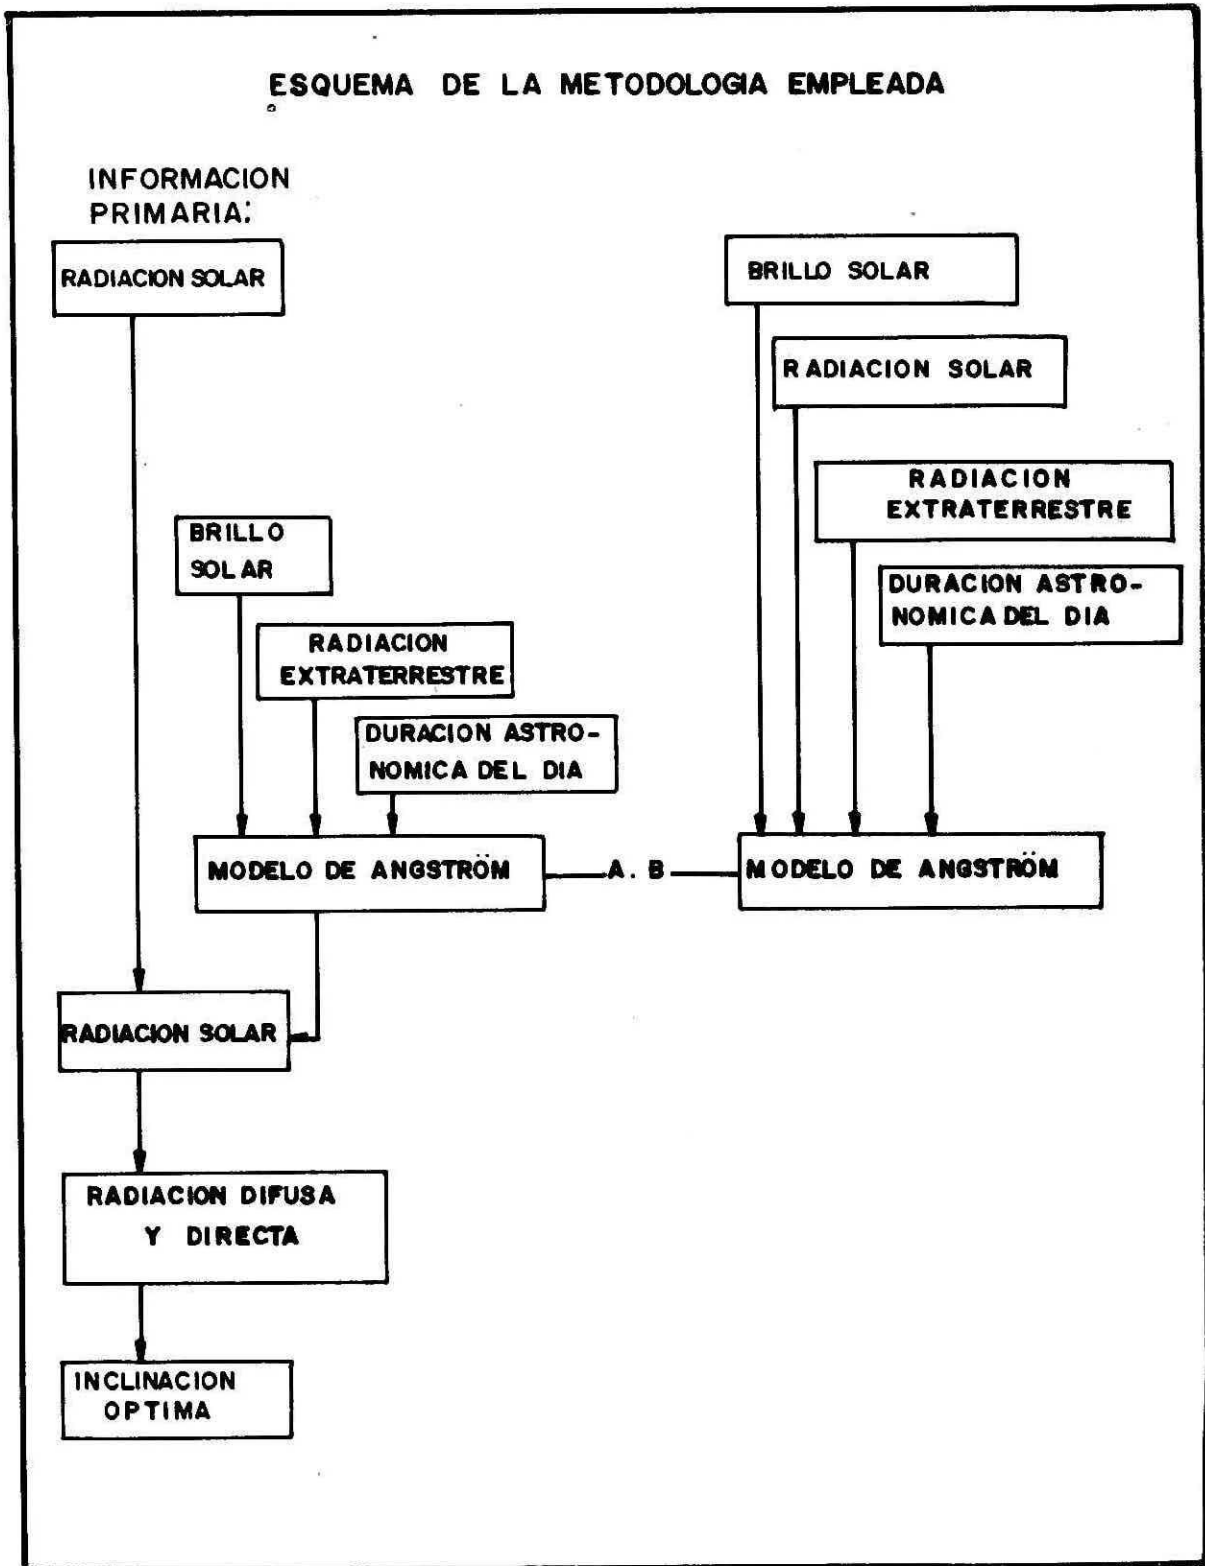 ESQUEMA DE LA METODOLOGIA EMPLEADA
INFORMACION
PRIMARIA:
RADIACION SOLAR
BRILLO SOLAR
RADIACION SOLAR
RADIACION
EXTRATERRESTRE
DURACION ASTRO-
NOMICA DEL DIA
BRILLO
SOLAR
RADIACION
EXTRATERRESTRE
DURACION ASTRO-
NOMICA DEL DIA
MODELO DE ANGSTRÖM
A. B
MODELO DE ANGSTRÖM
RADIACION SOLAR
RADIACION DIFUSA
Y DIRECTA
INCLINACION
OPTIMA